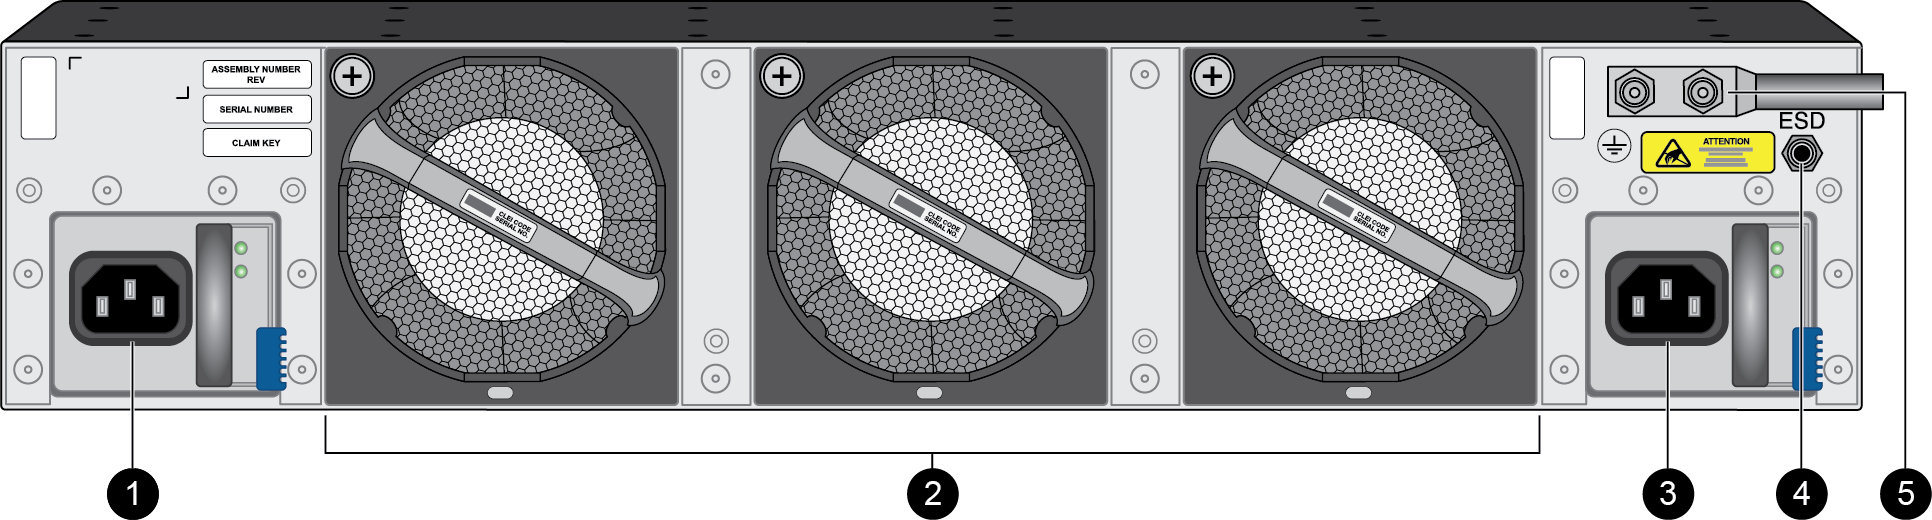 ASSEMBLY NUMBER
REV
SERIAL NUMBER
CLAIM KEY
CLEI CODE
SERIAL NO.
CLEI CODE
SERIAL NO.
CLEI CODE
SERIAL NO.
ESD
ATTENTION
1
2
3
4
5